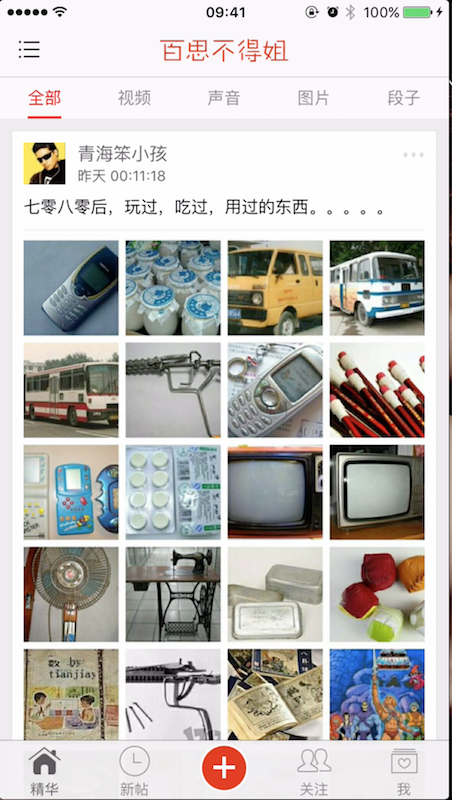 09:41
100%
百思不得姐
全部
视频
声音
图片
段子
青海笨小孩
昨天 00:11:18
七零八零后，玩过，吃过，用过的东西。。。。。
数 by
tianjiay
精华
新帖
关注
我